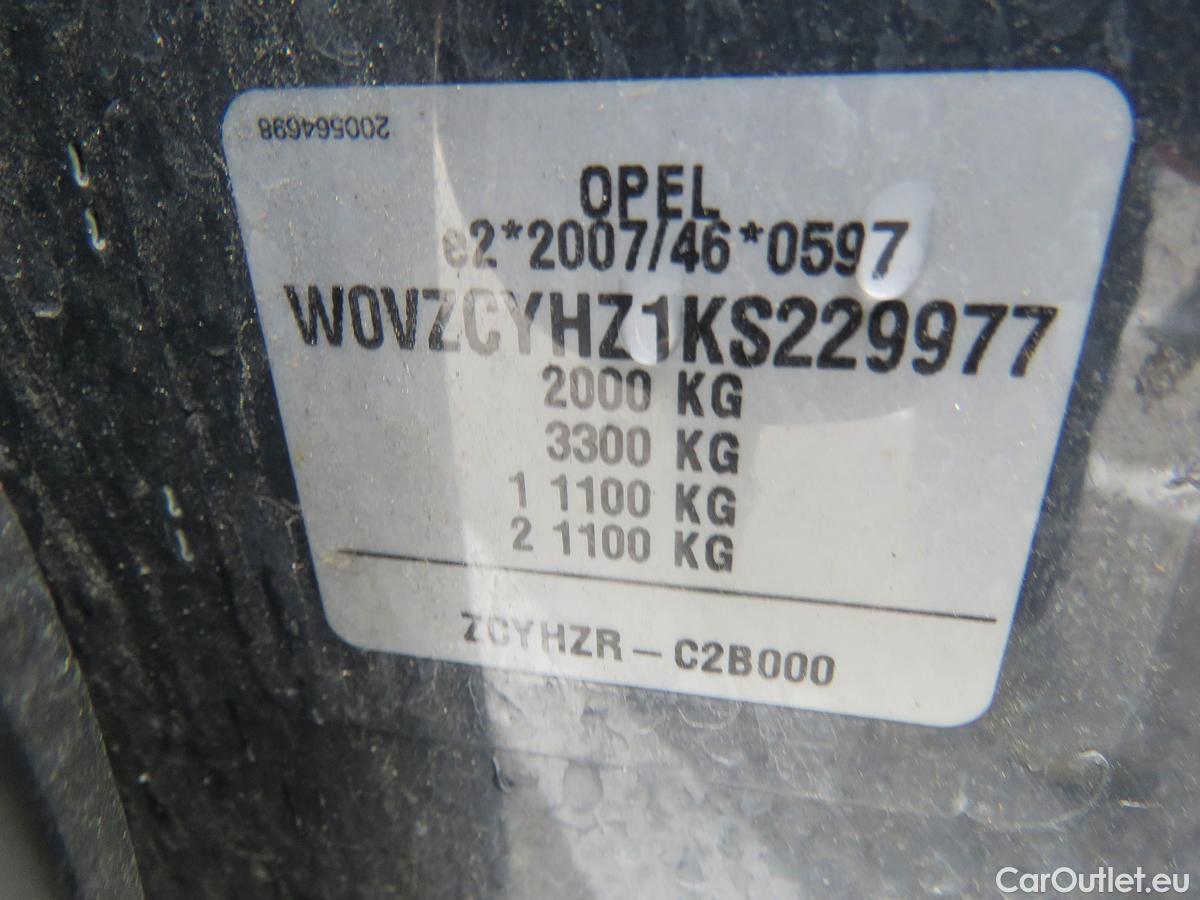 200564698
OPEL
e2*2007/46*0597
W0VZCYHZ1KS229977
2000 KG
3300 KG
1 1100 KG
2 1100 KG
ZCYHZR – C2B000
CarOutlet.eu